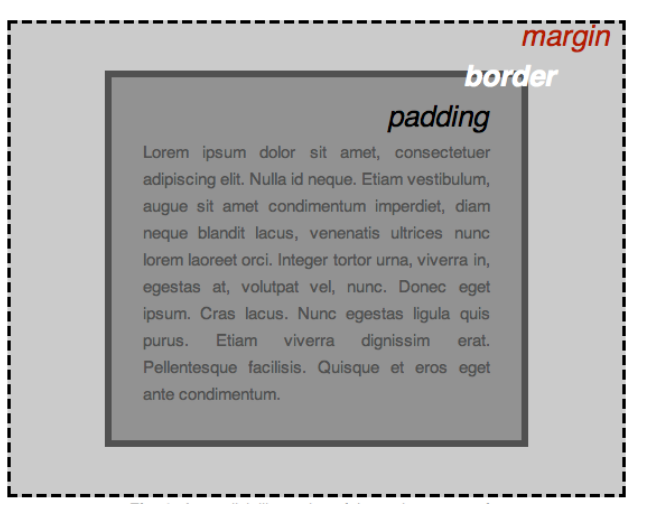 margin
border
padding
Lorem ipsum dolor sit amet, consectetuer
adipiscing elit. Nulla id neque. Etiam vestibulum,
augue sit amet condimentum imperdiet, diam
neque blandit lacus, venenatis ultrices nunc
lorem laoreet orci. Integer tortor urna, viverra in,
egestas at, volutpat vel, nunc. Donec eget
ipsum. Cras lacus. Nunc egestas ligula quis
purus. Etiam viverra dignissim erat.
Pellentesque facilisis. Quisque et eros eget
ante condimentum.